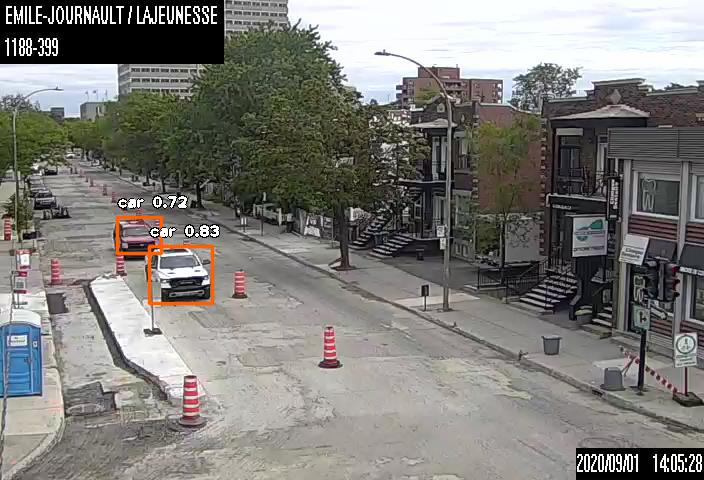 EMILE-JOURNAULT / LAJEUNESSE
1188-399
car 0.72
car 0.83
2020/09/01 14:05:28